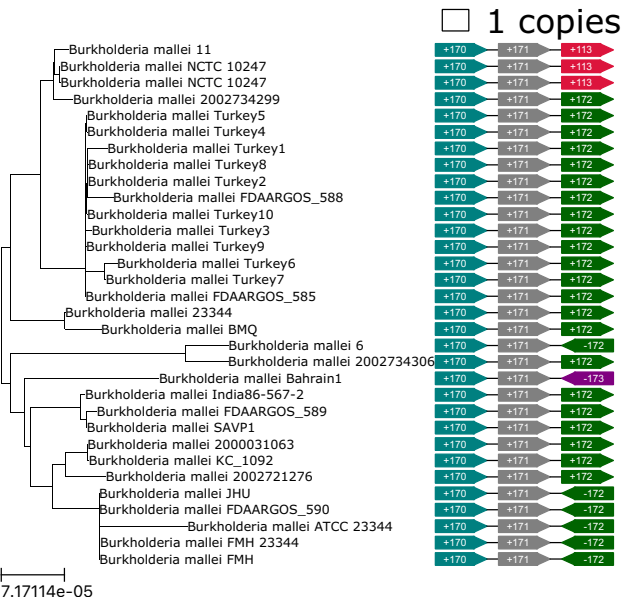 1 copies
Burkholderia mallei 11 +170 +171 +113
Burkholderia mallei NCTC 10247 +170 +171 +113
Burkholderia mallei NCTC 10247 +170 +171 +113
Burkholderia mallei 2002734299 +170 +171 +172
Burkholderia mallei Turkey5 +170 +171 +172
Burkholderia mallei Turkey4 +170 +171 +172
Burkholderia mallei Turkey1 +170 +171 +172
Burkholderia mallei Turkey8 +170 +171 +172
Burkholderia mallei Turkey2 +170 +171 +172
Burkholderia mallei FDAARGOS_588 +170 +171 +172
Burkholderia mallei Turkey10 +170 +171 +172
Burkholderia mallei Turkey3 +170 +171 +172
Burkholderia mallei Turkey9 +170 +171 +172
Burkholderia mallei Turkey6 +170 +171 +172
Burkholderia mallei Turkey7 +170 +171 +172
Burkholderia mallei FDAARGOS_585 +170 +171 +172
Burkholderia mallei 23344 +170 +171 +172
Burkholderia mallei BMQ +170 +171 +172
Burkholderia mallei 6 +170 +171 -172
Burkholderia mallei 2002734306 +170 +171 +172
Burkholderia mallei Bahrain1 +170 +171 -173
Burkholderia mallei India86-567-2 +170 +171 +172
Burkholderia mallei FDAARGOS_589 +170 +171 +172
Burkholderia mallei SAVP1 +170 +171 +172
Burkholderia mallei 2000031063 +170 +171 +172
Burkholderia mallei KC_1092 +170 +171 +172
Burkholderia mallei 2002721276 +170 +171 +172
Burkholderia mallei JHU +170 +171 -172
Burkholderia mallei FDAARGOS_590 +170 +171 -172
Burkholderia mallei ATCC 23344 +170 +171 -172
Burkholderia mallei FMH 23344 +170 +171 -172
Burkholderia mallei FMH +170 +171 -172
7.17114e-05